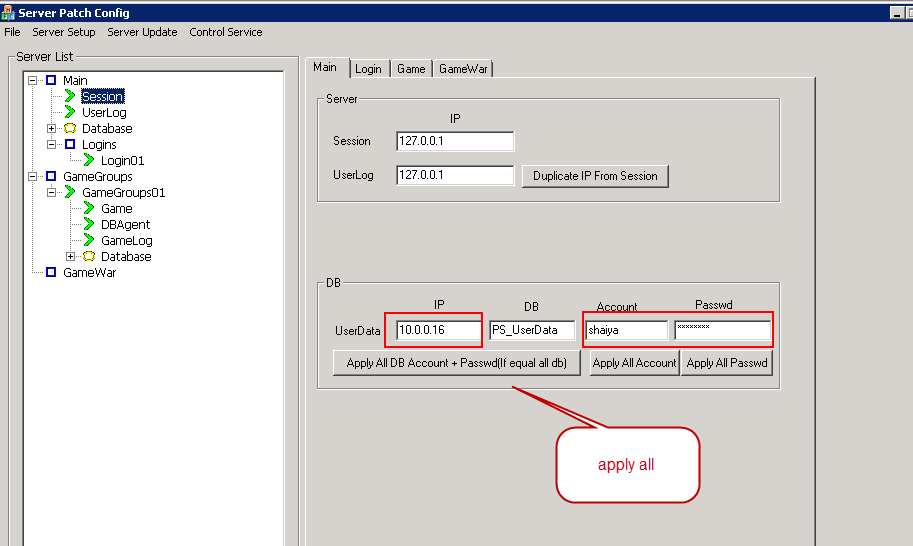 Server Patch Config
File Server Setup Server Update Control Service
Server List
Main
Session
UserLog
Database
Logins
Login01
GameGroups
GameGroups01
Game
DBAgent
GameLog
Database
GameWar
Main Login Game GameWar
Server
IP
Session 127.0.0.1
UserLog 127.0.0.1 Duplicate IP From Session
DB
IP DB Account Passwd
UserData 10.0.0.16 PS_UserData shaiya ********
Apply All DB Account + Passwd(If equal all db) Apply All Account Apply All Passwd
apply all